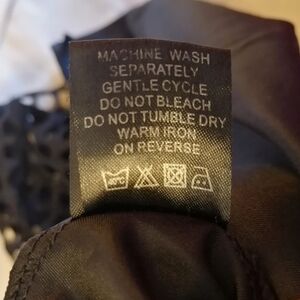 MACHINE WASH
SEPARATELY
GENTLE CYCLE
DO NOT BLEACH
DO NOT TUMBLE DRY
WARM IRON
ON REVERSE